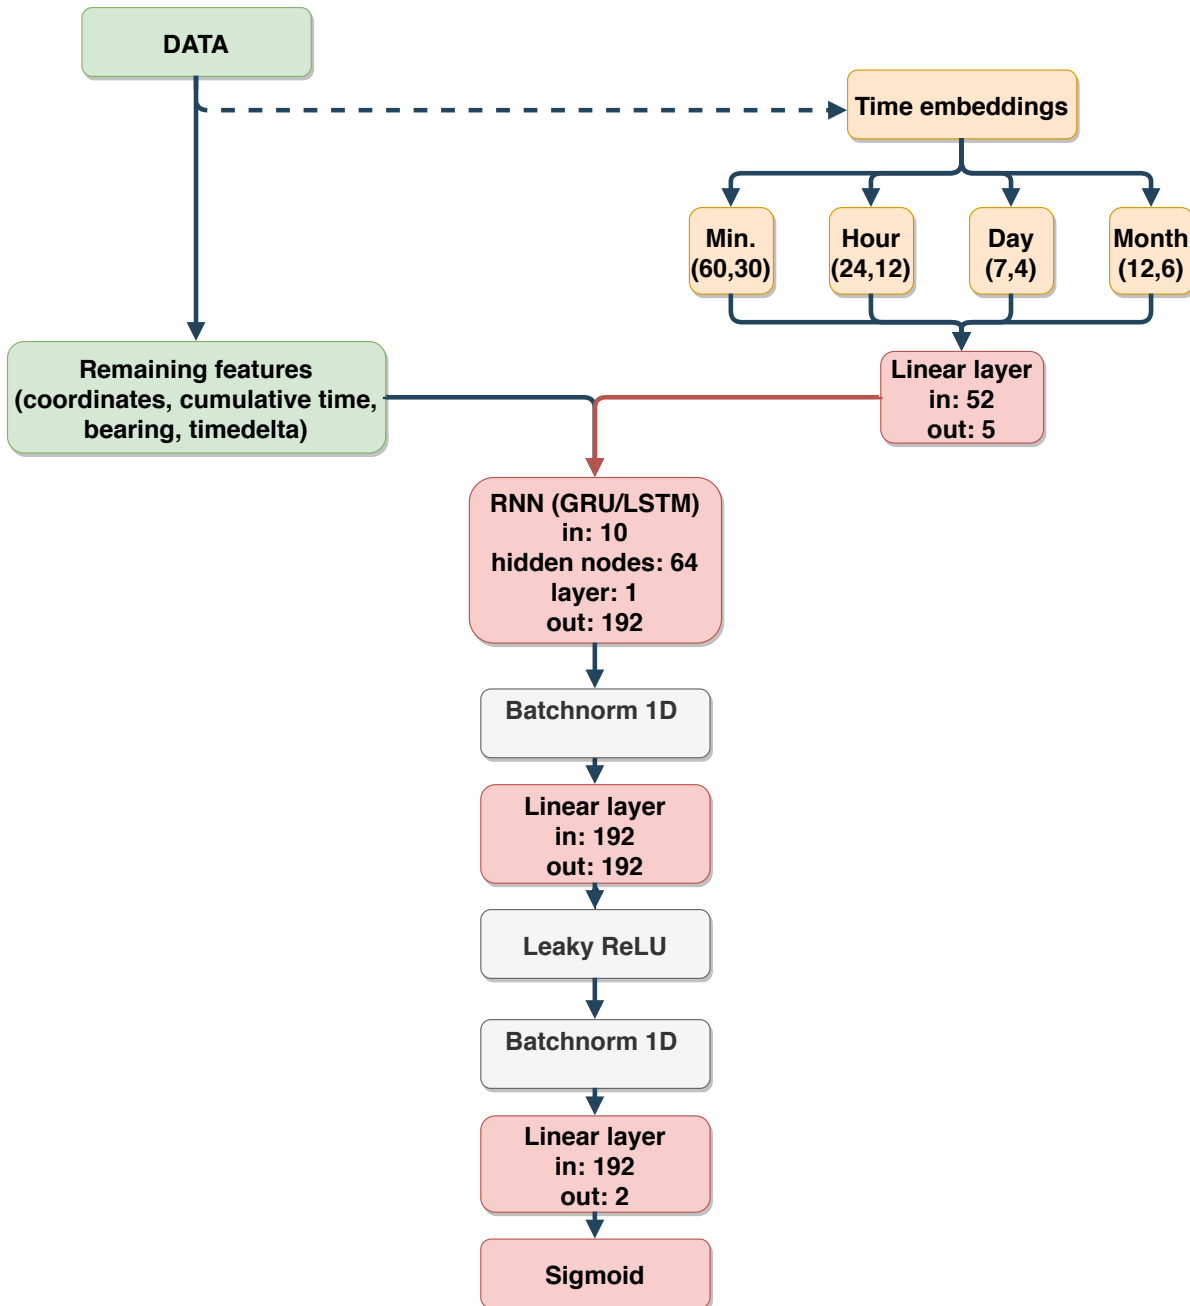 DATA
Time embeddings
Min.
(60,30)
Hour
(24,12)
Day
(7,4)
Month
(12,6)
Remaining features
(coordinates, cumulative time,
bearing, timedelta)
Linear layer
in: 52
out: 5
RNN (GRU/LSTM)
in: 10
hidden nodes: 64
layer: 1
out: 192
Batchnorm 1D
Linear layer
in: 192
out: 192
Leaky ReLU
Batchnorm 1D
Linear layer
in: 192
out: 2
Sigmoid